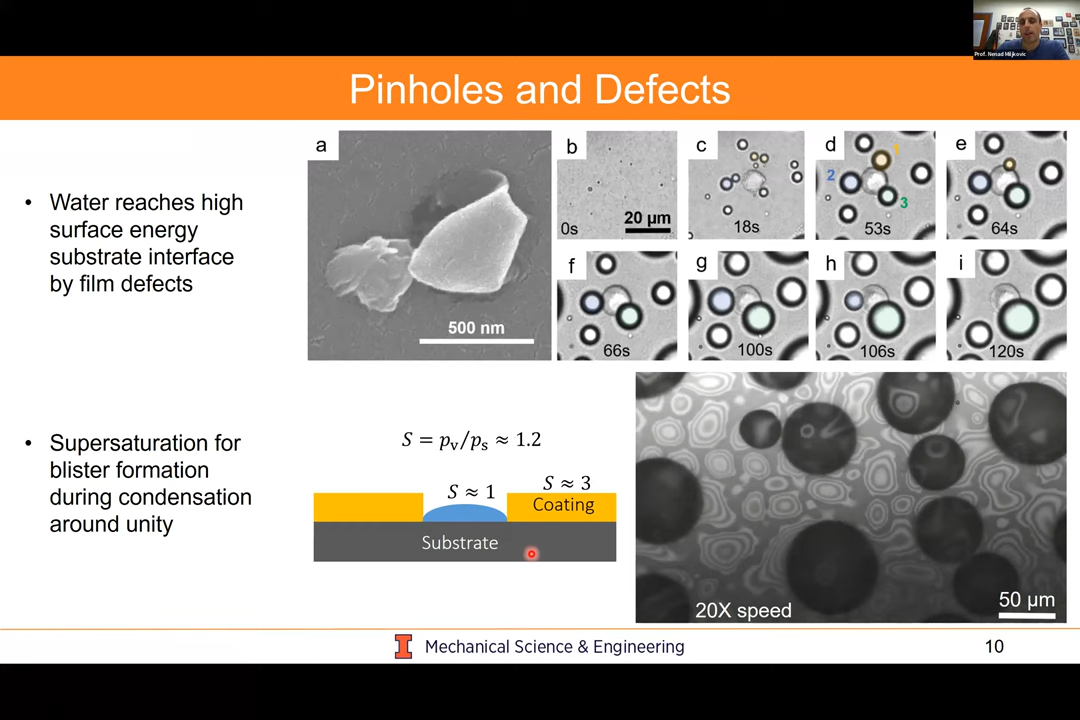 Prof. Nenad Miljkovic
Pinholes and Defects
• Water reaches high
surface energy
substrate interface
by film defects
a
500 nm
b
0s
20 µm
c
18s
d
1
2
3
53s
e
64s
f
66s
g
100s
h
106s
i
120s
• Supersaturation for
blister formation
during condensation
around unity
S = pv/ps ≈ 1.2
S ≈ 1
S ≈ 3
Coating
Substrate
20X speed
50 µm
I Mechanical Science & Engineering
10